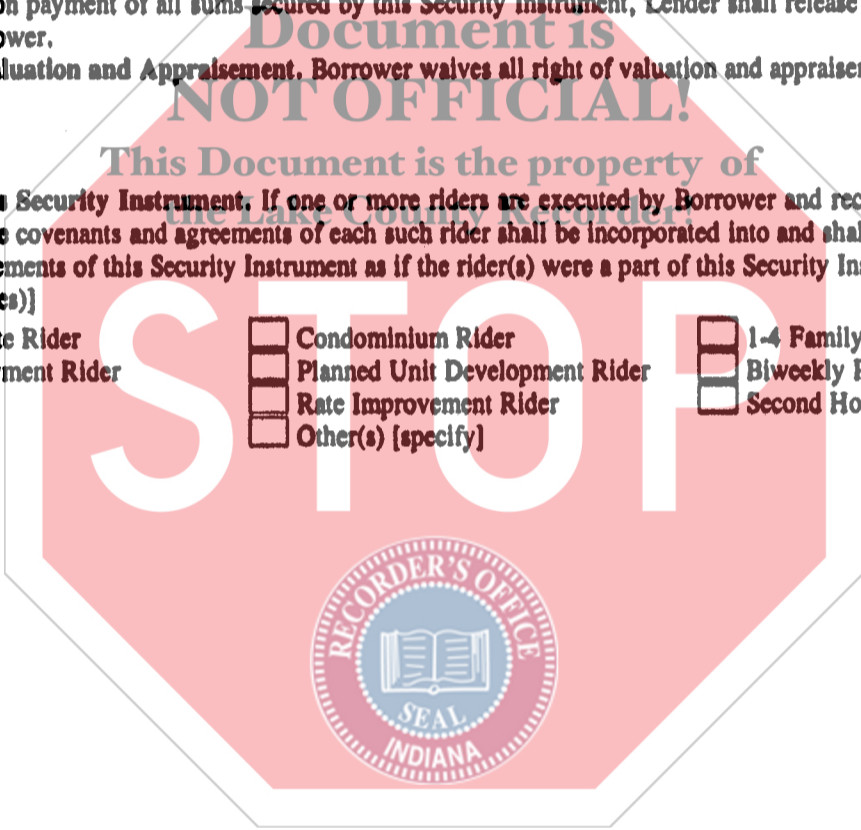 on payment of all sums secured by this Security Instrument, Lender shall release
Document is
ower.
luation and Appraisement. Borrower waives all right of valuation and appraise
NOT OFFICIAL!
This Document is the property of
Security Instrument. If one or more riders are executed by Borrower and rec
the Lake County Recorder!
covenants and agreements of each such rider shall be incorporated into and shal
ements of this Security Instrument as if the rider(s) were a part of this Security Ins
es)]
STOP
te Rider Condominium Rider 1-4 Family
ment Rider Planned Unit Development Rider Biweekly P
Rate Improvement Rider Second Ho
Other(s) [specify]
RECORDER'S OFFICE
SEAL
INDIANA